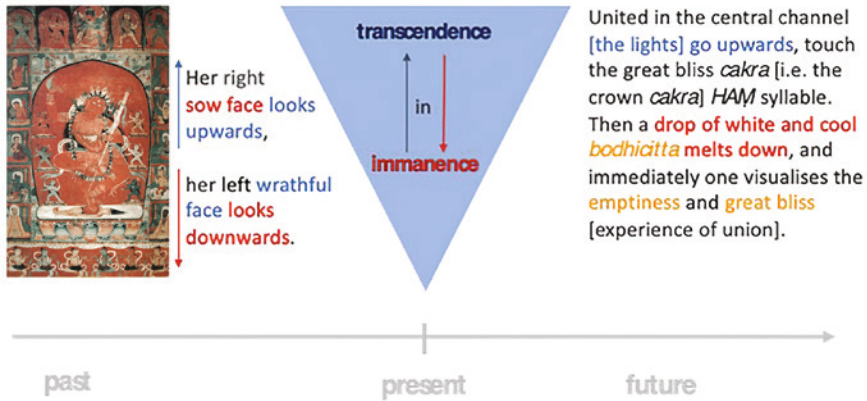 Her right
sow face looks
upwards,
her left wrathful
face looks
downwards.
transcendence
in
immanence
United in the central channel
[the lights] go upwards, touch
the great bliss cakra [i.e. the
crown cakra] HAM syllable.
Then a drop of white and cool
bodhicitta melts down, and
immediately one visualises the
emptiness and great bliss
[experience of union].
past
present
future